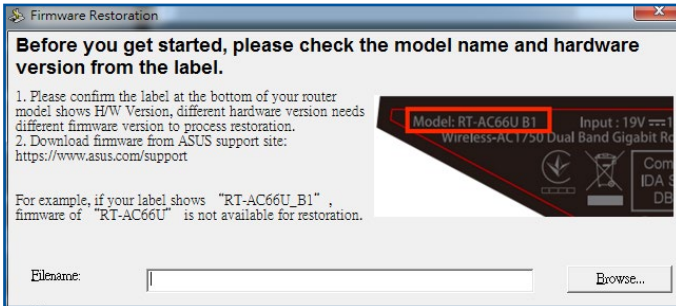 Firmware Restoration
Before you get started, please check the model name and hardware
version from the label.
1. Please confirm the label at the bottom of your router
model shows H/W Version, different hardware version needs
different firmware version to process restoration.
2. Download firmware from ASUS support site:
https://www.asus.com/support
For example, if your label shows “RT-AC66U_B1”,
firmware of “RT-AC66U” is not available for restoration.
Model: RT-AC66U B1 Input : 19V
Wireless-AC1750 Dual Band Gigabit Ro
Com
IDA S
DB
Filename:
Browse...